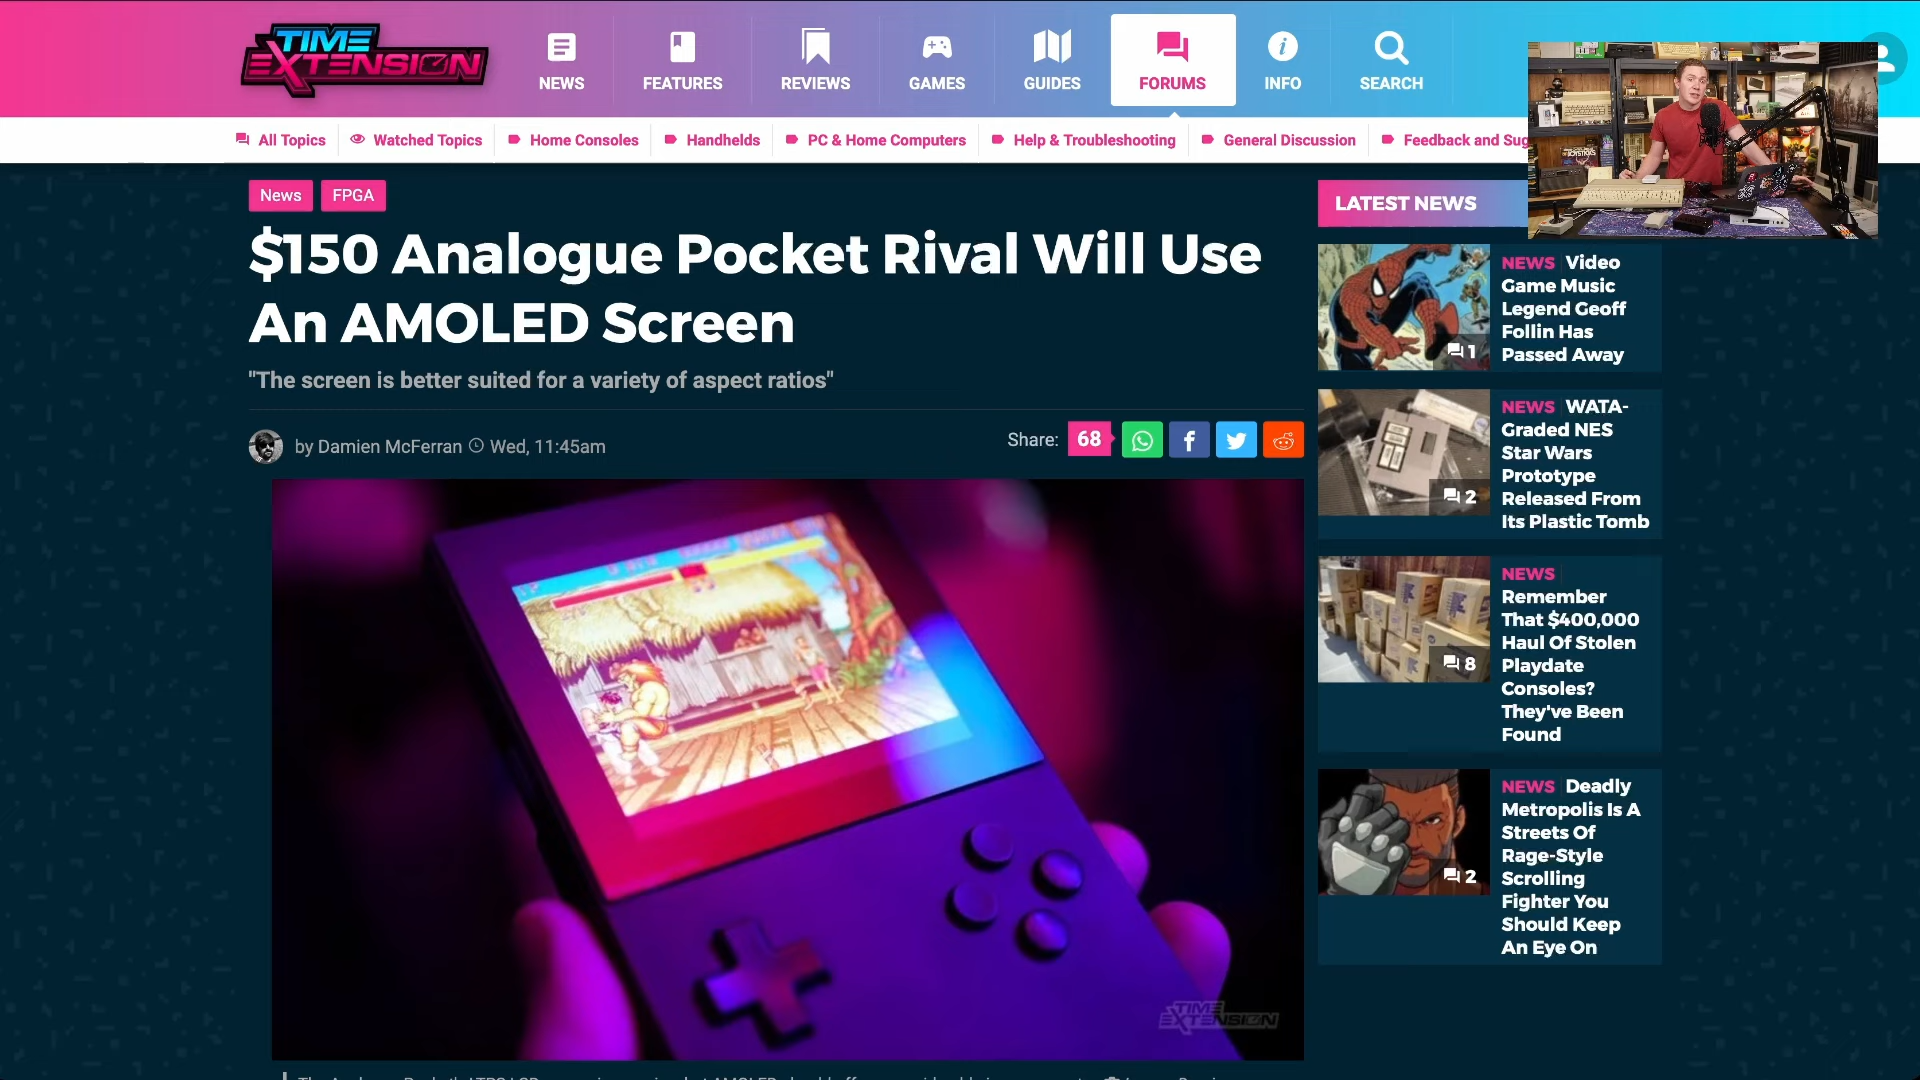 TIME
EXTENSION
NEWS
FEATURES
REVIEWS
GAMES
GUIDES
FORUMS
INFO
SEARCH
All Topics
Watched Topics
Home Consoles
Handhelds
PC & Home Computers
Help & Troubleshooting
General Discussion
Feedback and Sug
News
FPGA
$150 Analogue Pocket Rival Will Use
An AMOLED Screen
"The screen is better suited for a variety of aspect ratios"
by Damien McFerran Wed, 11:45am
Share: 68
TIME
EXTENSION
LATEST NEWS
NEWS Video
Game Music
Legend Geoff
Follin Has
Passed Away
1
NEWS WATA-
Graded NES
Star Wars
Prototype
Released From
Its Plastic Tomb
2
NEWS
Remember
That $400,000
Haul Of Stolen
Playdate
Consoles?
They've Been
Found
8
NEWS Deadly
Metropolis Is A
Streets Of
Rage-Style
Scrolling
Fighter You
Should Keep
An Eye On
2